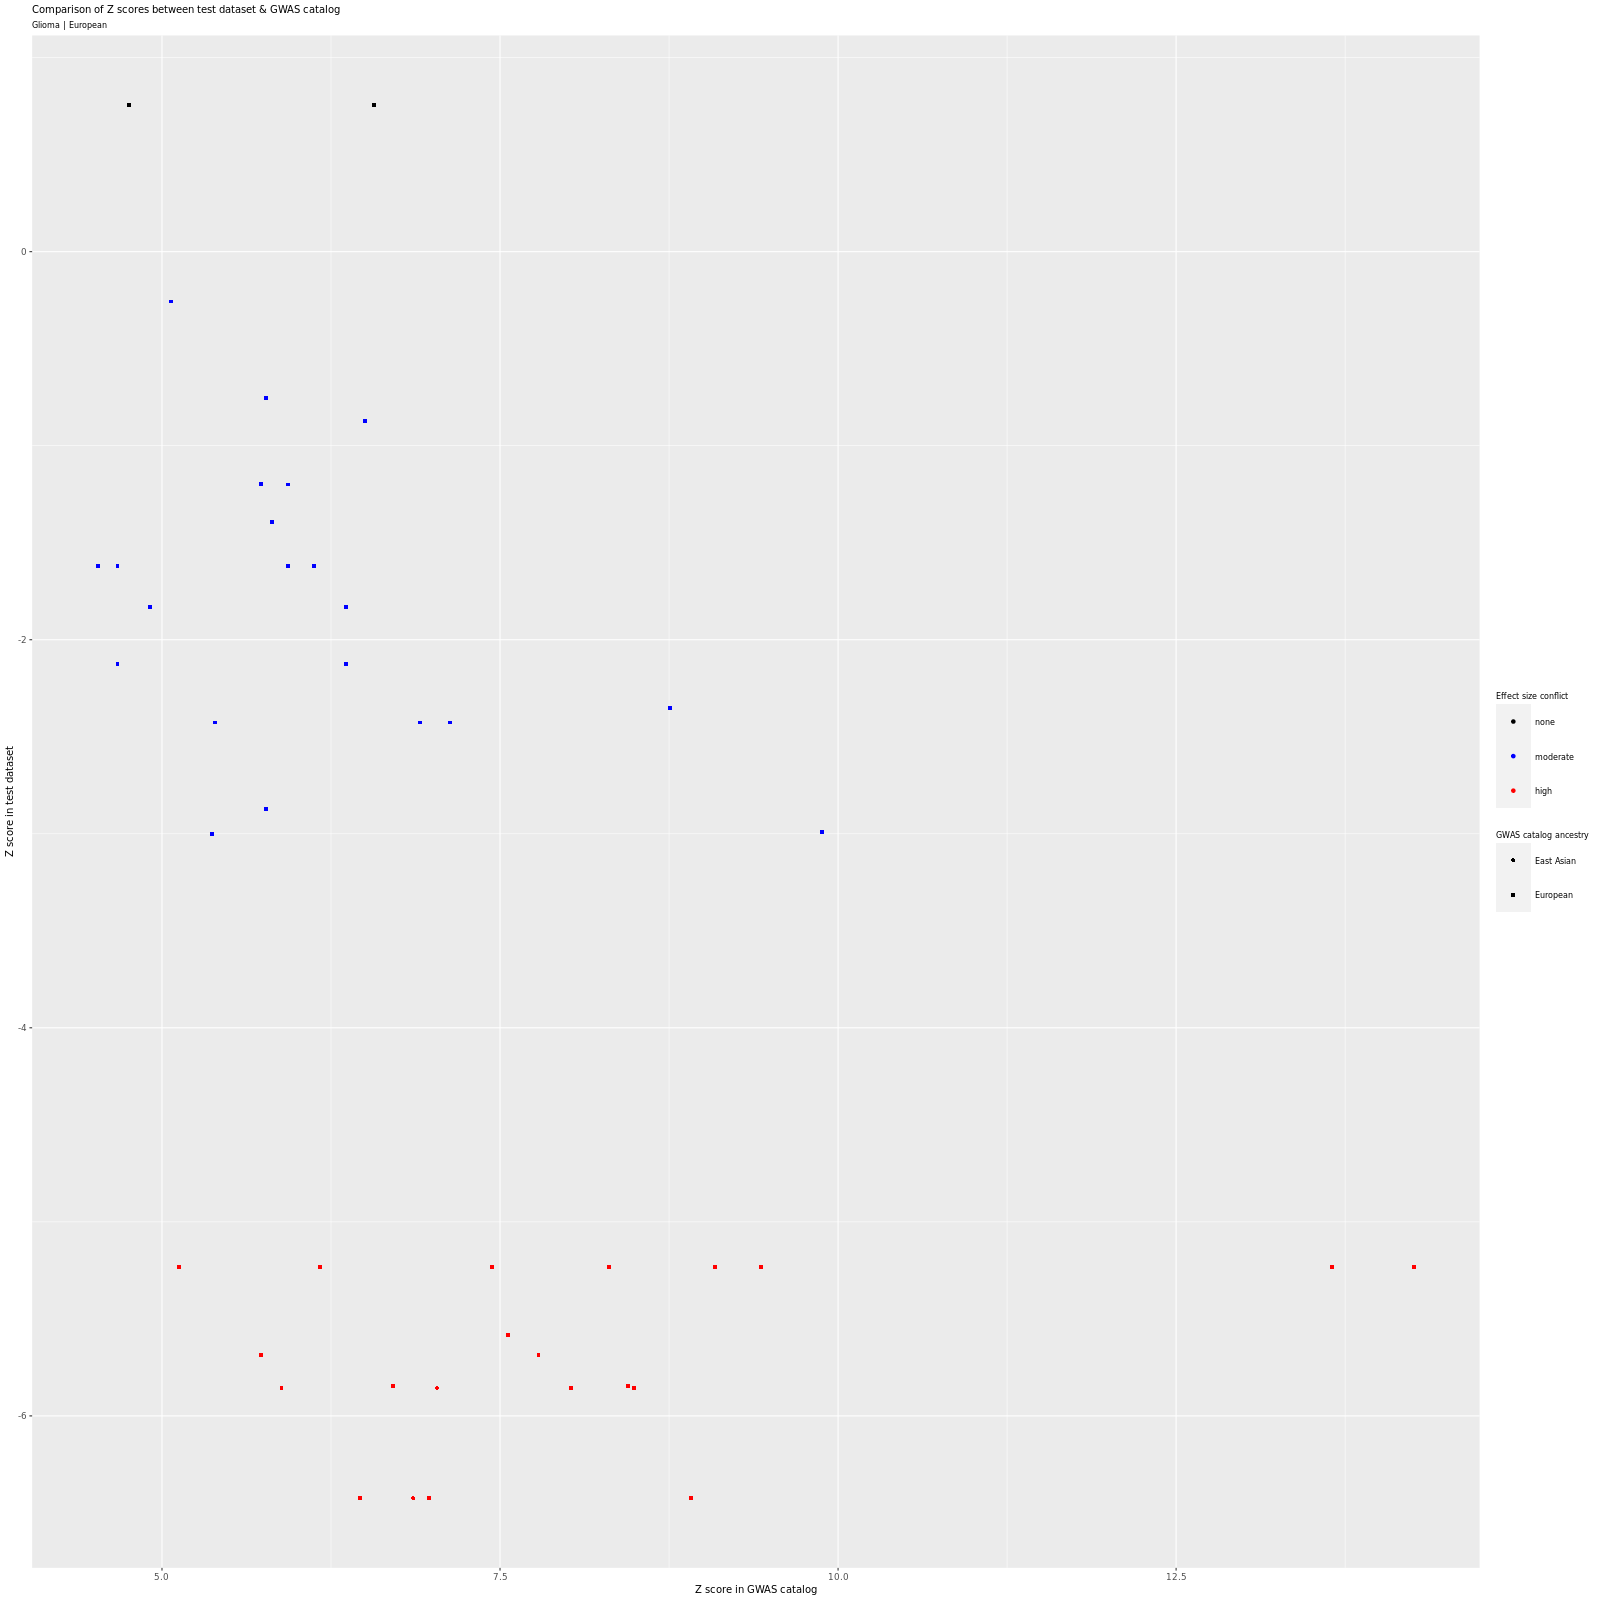 Comparison of Z scores between test dataset & GWAS catalog
Glioma | European
0
-2
-4
-6
Z score in test dataset
5.0
7.5
10.0
12.5
Z score in GWAS catalog
Effect size conflict
none
moderate
high
GWAS catalog ancestry
East Asian
European